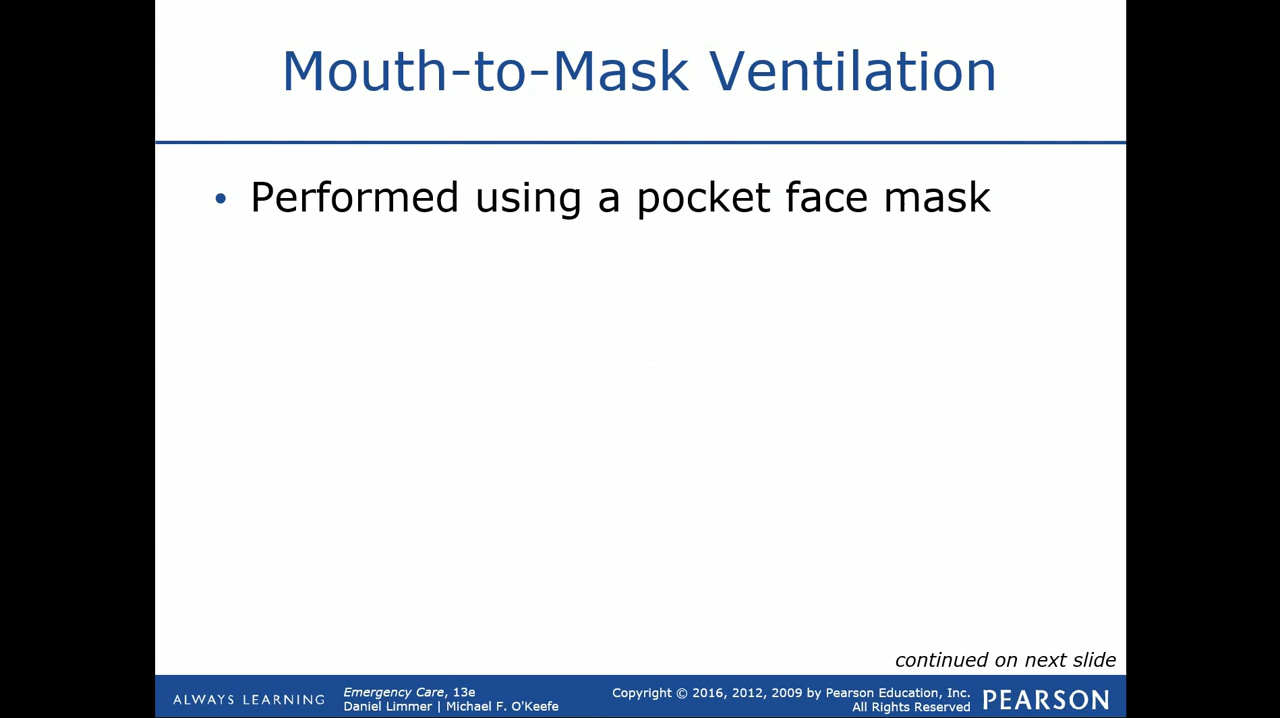 Mouth-to-Mask Ventilation
• Performed using a pocket face mask
continued on next slide
ALWAYS LEARNING
Emergency Care, 13e
Daniel Limmer | Michael F. O'Keefe
Copyright © 2016, 2012, 2009 by Pearson Education, Inc.
All Rights Reserved
PEARSON